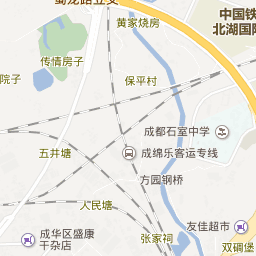 蜀龙路立交
黄家烧房
中国铁
北湖国际
传情房子
院子
保平村
成都石室中学
五井塘
成绵乐客运专线
方园钢桥
人民塘
友佳超市
成华区盛康
干杂店
张家祠
双碉堡